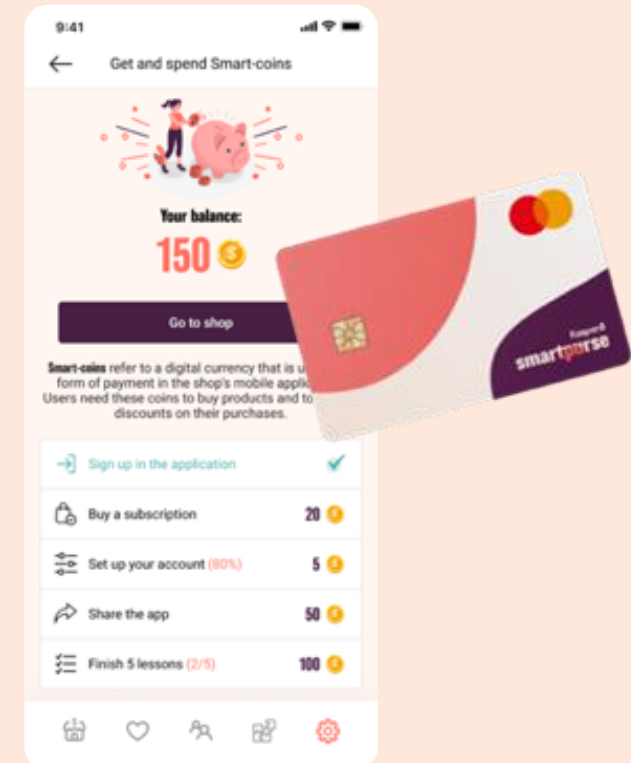 9:41
Get and spend Smart-coins
Your balance:
150
Go to shop
Smart-coins refer to a digital currency that is u
form of payment in the shop's mobile applic
Users need these coins to buy products and to
discounts on their purchases.
Sign up in the application
Buy a subscription 20
Set up your account (80%) 5
Share the app 50
Finish 5 lessons (2/5) 100
smartpurse